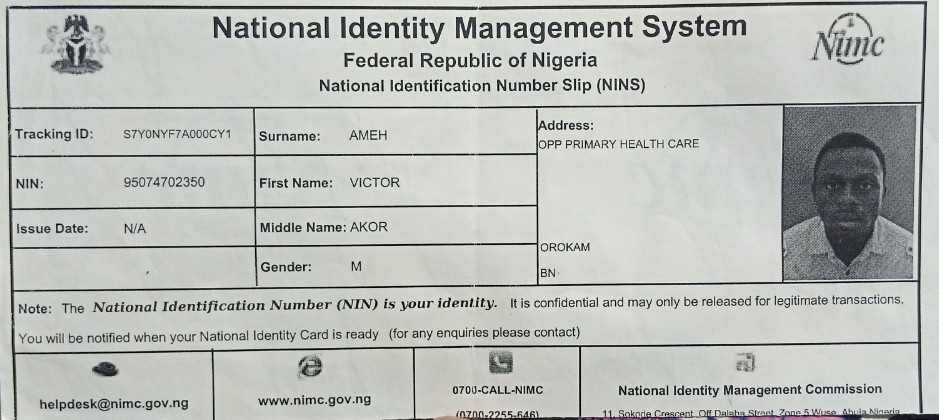 National Identity Management System
Federal Republic of Nigeria
National Identification Number Slip (NINS)
Nimc
Tracking ID: S7Y0NYF7A000CY1
Surname: AMEH
Address:
OPP PRIMARY HEALTH CARE
NIN: 95074702350
First Name: VICTOR
Issue Date: N/A
Middle Name: AKOR
OROKAM
Gender: M
BN
Note: The National Identification Number (NIN) is your identity. It is confidential and may only be released for legitimate transactions.
You will be notified when your National Identity Card is ready (for any enquiries please contact)
helpdesk@nimc.gov.ng
www.nimc.gov.ng
0700-CALL-NIMC
(0700-2255-646)
National Identity Management Commission
11, Sokode Crescent, Off Dalaba Street, Zone 5 Wuse, Abuja Nigeria